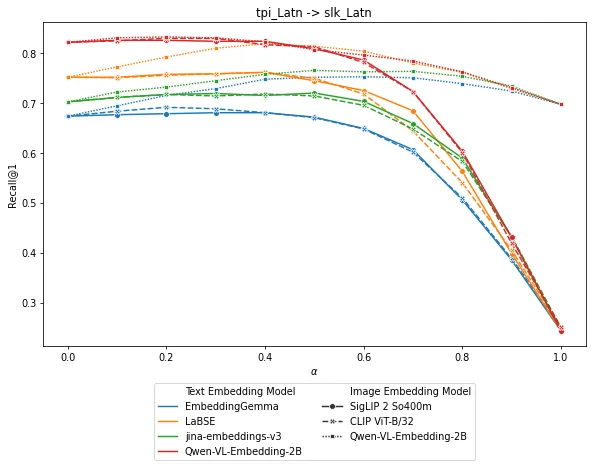 tpi_Latn -> slk_Latn
Recall@1
0.8
0.7
0.6
0.5
0.4
0.3
0.0 0.2 0.4 0.6 0.8 1.0
α
Text Embedding Model Image Embedding Model
EmbeddingGemma SigLIP 2 So400m
LaBSE CLIP ViT-B/32
jina-embeddings-v3 Qwen-VL-Embedding-2B
Qwen-VL-Embedding-2B